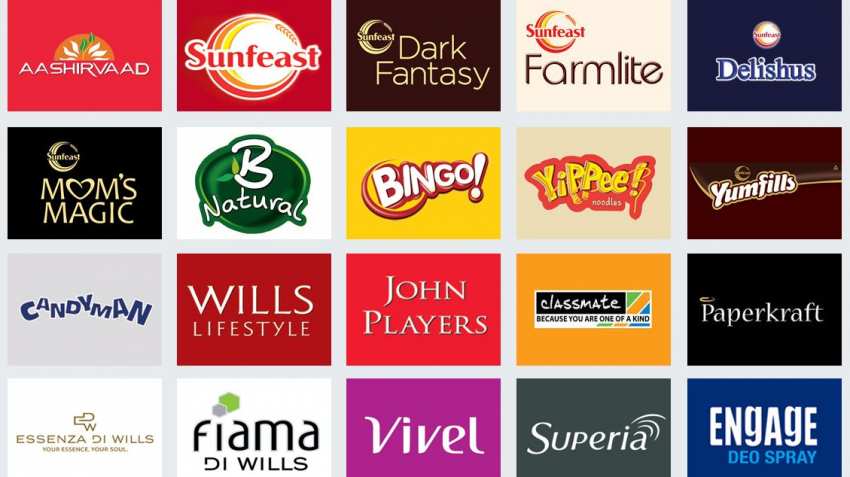 AASHIRVAAD
Sunfeast
Sunfeast
Dark
Fantasy
Sunfeast
Farmlite
Sunfeast
Delishus
Sunfeast
MOM'S
MAGIC
B
Natural
BINGO!
YiPPee!
noodles
Sunfeast
Yumfills
CANDYMAN
WILLS
LIFESTYLE
JOHN
PLAYERS
classmate
BECAUSE YOU ARE ONE OF A KIND
Paperkraft
ESSENZA DI WILLS
YOUR ESSENCE. YOUR SOUL.
fiama
DI WILLS
Vivel
Superia
ENGAGE
DEO SPRAY